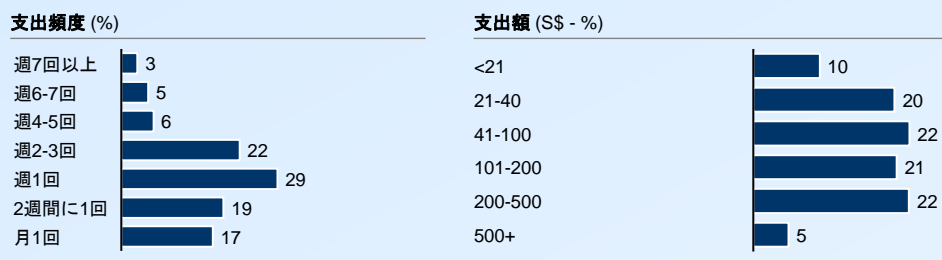 支出頻度 (%)
週7回以上 3
週6-7回 5
週4-5回 6
週2-3回 22
週1回 29
2週間に1回 19
月1回 17
支出額 (S$ - %)
<21 10
21-40 20
41-100 22
101-200 21
200-500 22
500+ 5